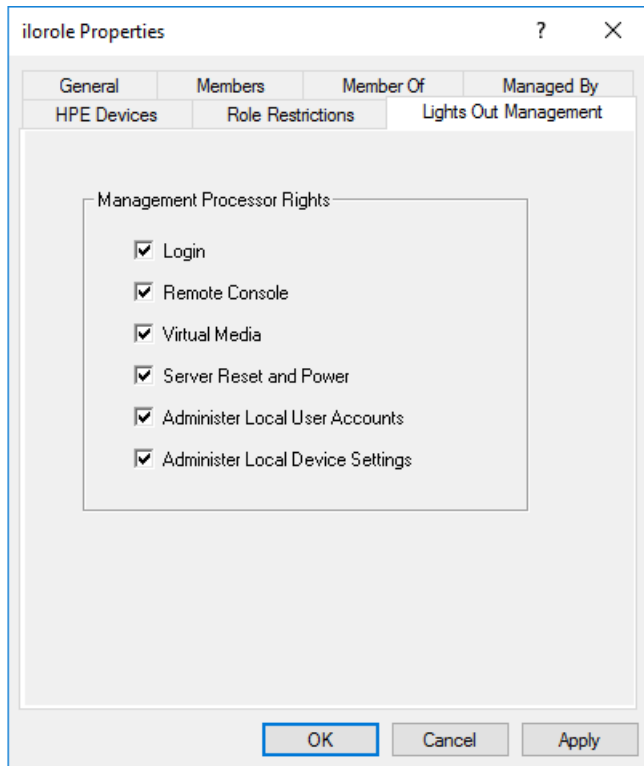 ilorole Properties
?
General
Members
Member Of
Managed By
HPE Devices
Role Restrictions
Lights Out Management
Management Processor Rights
Login
Remote Console
Virtual Media
Server Reset and Power
Administer Local User Accounts
Administer Local Device Settings
OK
Cancel
Apply